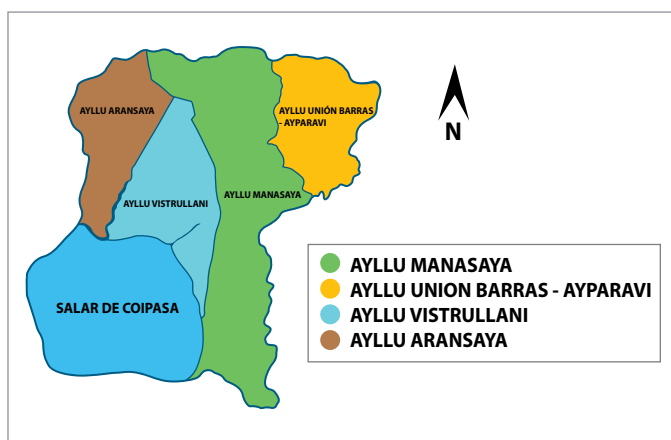 AYLLU ARANSAYA
AYLLU UNIÓN BARRAS
- AYPARAVI
AYLLU VISTRULLANI
AYLLU MANASAYA
SALAR DE COIPASA
N
AYLLU MANASAYA
AYLLU UNION BARRAS - AYPARAVI
AYLLU VISTRULLANI
AYLLU ARANSAYA